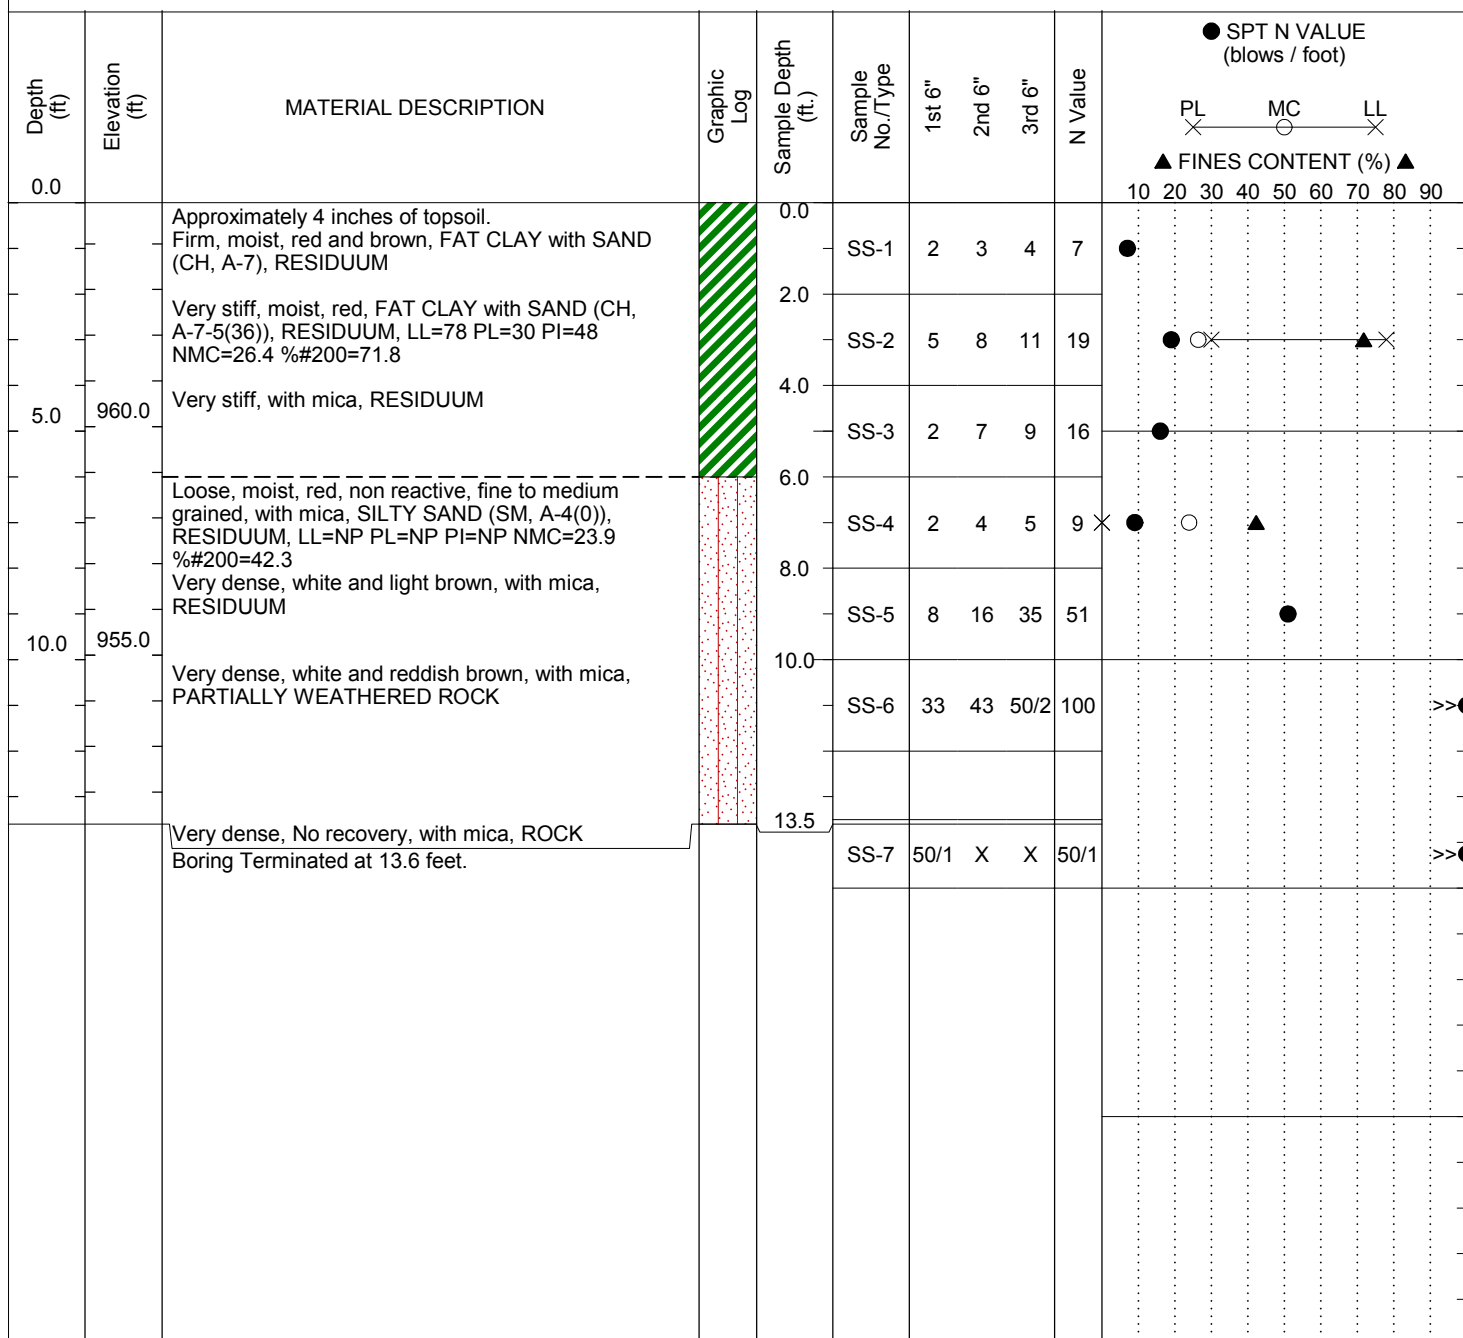 Depth (ft)
Elevation (ft)
MATERIAL DESCRIPTION
Graphic Log
Sample Depth (ft.)
Sample No./Type
1st 6"
2nd 6"
3rd 6"
N Value
● SPT N VALUE
(blows / foot)
PL MC LL
▲ FINES CONTENT (%) ▲
10 20 30 40 50 60 70 80 90
0.0
0.0
Approximately 4 inches of topsoil.
Firm, moist, red and brown, FAT CLAY with SAND
(CH, A-7), RESIDUUM
SS-1 2 3 4 7
2.0
Very stiff, moist, red, FAT CLAY with SAND (CH,
A-7-5(36)), RESIDUUM, LL=78 PL=30 PI=48
NMC=26.4 %#200=71.8
SS-2 5 8 11 19
4.0
5.0 960.0
Very stiff, with mica, RESIDUUM
SS-3 2 7 9 16
6.0
Loose, moist, red, non reactive, fine to medium
grained, with mica, SILTY SAND (SM, A-4(0)),
RESIDUUM, LL=NP PL=NP PI=NP NMC=23.9
%#200=42.3
SS-4 2 4 5 9
8.0
Very dense, white and light brown, with mica,
RESIDUUM
SS-5 8 16 35 51
10.0 955.0
10.0
Very dense, white and reddish brown, with mica,
PARTIALLY WEATHERED ROCK
SS-6 33 43 50/2 100 >>
13.5
Very dense, No recovery, with mica, ROCK
Boring Terminated at 13.6 feet.
SS-7 50/1 X X 50/1 >>